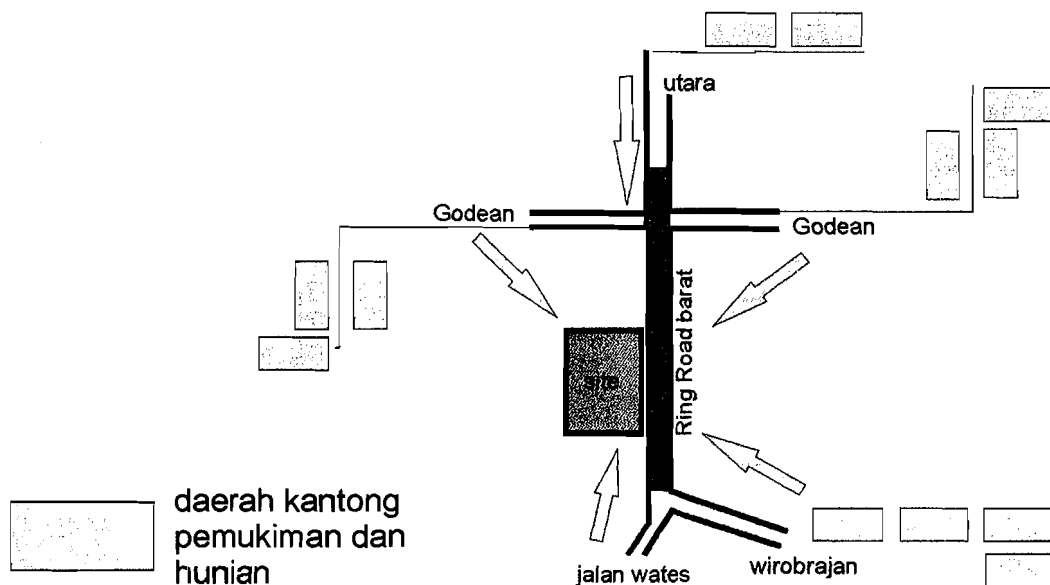 utara
Godean
Godean
Ring Road barat
site
daerah kantong
pemukiman dan
hunian
jalan wates
wirobrajan